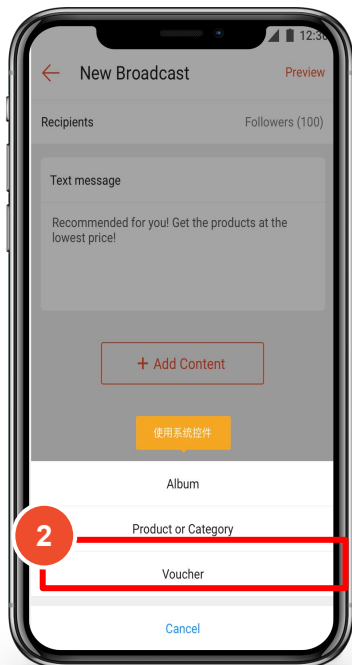 12:30
New Broadcast
Preview
Recipients
Followers (100)
Text message
Recommended for you! Get the products at the
lowest price!
+ Add Content
使用系统控件
Album
Product or Category
2
Voucher
Cancel